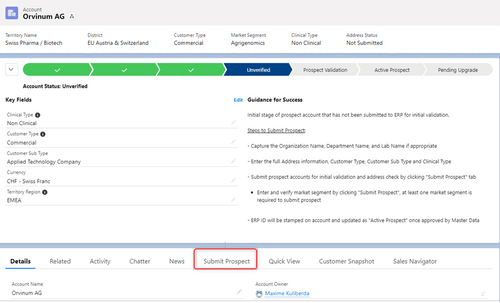 Account
Orvinum AG
Territory Name District Customer Type Market Segment Clinical Type Address Status
Swiss Pharma / Biotech EU Austria & Switzerland Commercial Agrigenomics Non Clinical Not Submitted
Unverified Prospect Validation Active Prospect Pending Upgrade
Account Status: Unverified
Key Fields Edit
Clinical Type
Non Clinical
Customer Type
Commercial
Customer Sub Type
Applied Technology Company
Currency
CHF - Swiss Franc
Territory Region
EMEA
Guidance for Success
Initial stage of prospect account that has not been submitted to ERP for initial validation.
Steps to Submit Prospect:
- Capture the Organization Name, Department Name, and Lab Name if appropriate
- Enter the full Address information, Customer Type, Customer Sub Type and Clinical Type
- Submit prospect accounts for initial validation and address check by clicking "Submit Prospect" tab
• Enter and verify market segment by clicking "Submit Prospect", at least one market segment is
required to submit prospect
- ERP ID will be stamped on account and updated as "Active Prospect" once approved by Master Data
Details Related Activity Chatter News Submit Prospect Quick View Customer Snapshot Sales Navigator
Account Name Account Owner
Orvinum AG Maxime Kuliberda